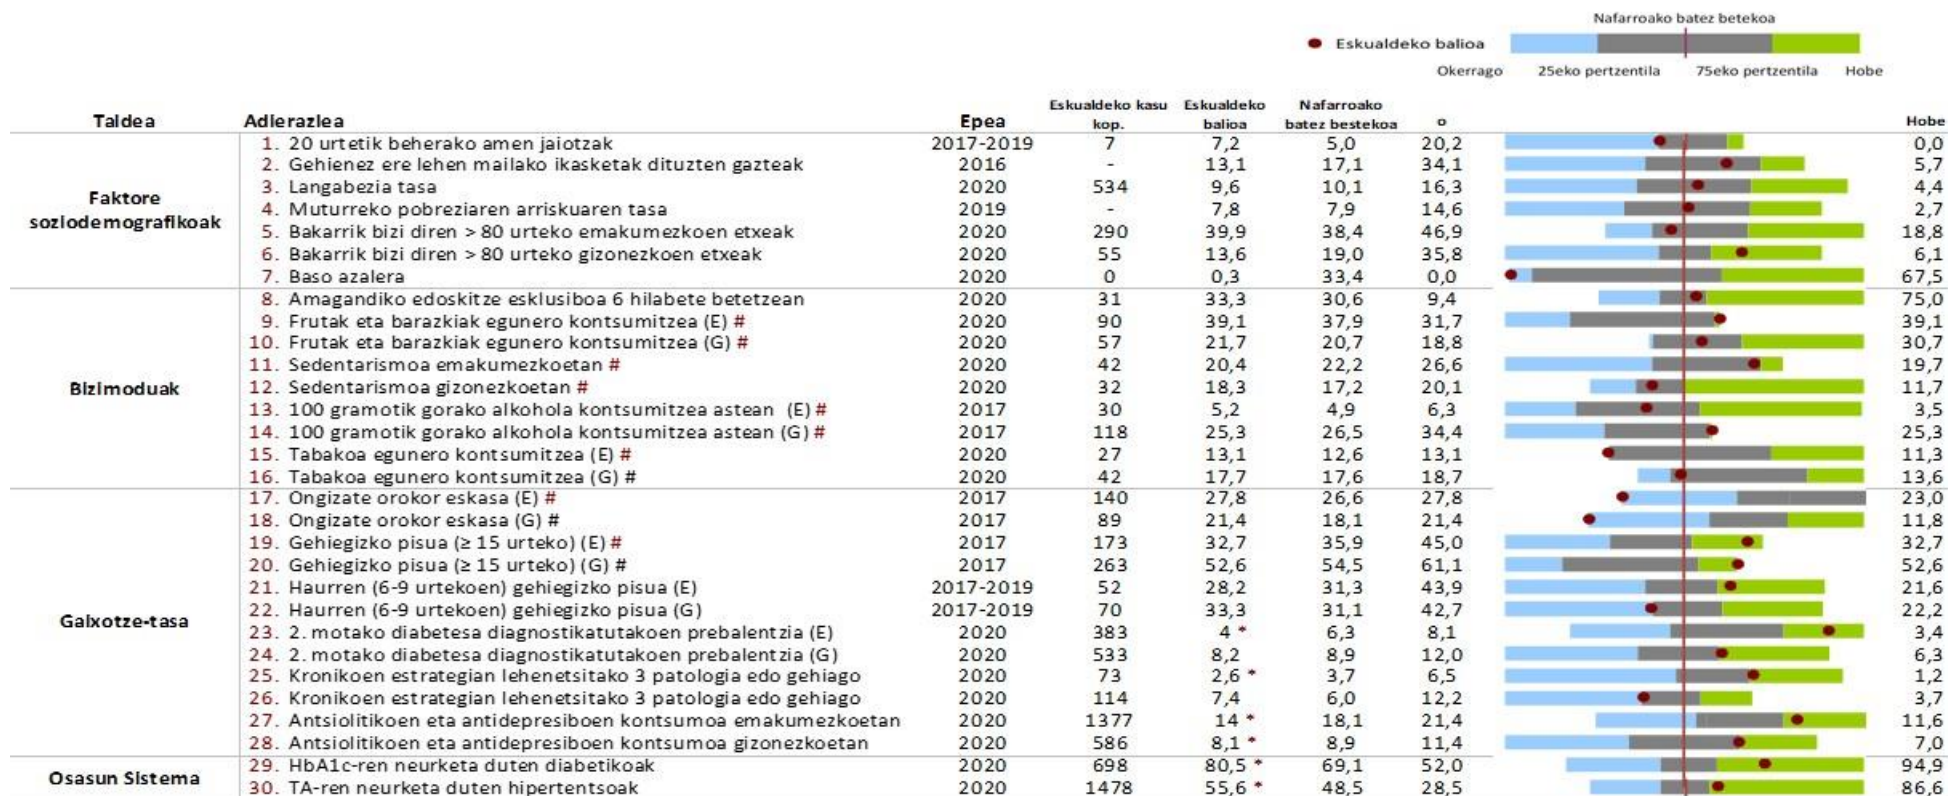 Nafarroako batez betekoa
Eskualdeko balioa
Okerrago 25eko pertzentila 75eko pertzentila Hobe
Taldea Adierazlea Epea Eskualdeko kasu kop. Eskualdeko balioa Nafarroako batez bestekoa o Hobe
Faktore soziodemografikoak
1. 20 urtetik beherako amen jaiotzak 2017-2019 7 7,2 5,0 20,2 0,0
2. Gehienez ere lehen mailako ikasketak dituzten gazteak 2016 - 13,1 17,1 34,1 5,7
3. Langabezia tasa 2020 534 9,6 10,1 16,3 4,4
4. Muturreko pobreziaren arriskuaren tasa 2019 - 7,8 7,9 14,6 2,7
5. Bakarrik bizi diren > 80 urteko emakumezkoen etxeak 2020 290 39,9 38,4 46,9 18,8
6. Bakarrik bizi diren > 80 urteko gizonezkoen etxeak 2020 55 13,6 19,0 35,8 6,1
7. Baso azalera 2020 0 0,3 33,4 0,0 67,5
Bizimoduak
8. Amagandiko edoskitze esklusiboa 6 hilabete betetzean 2020 31 33,3 30,6 9,4 75,0
9. Frutak eta barazkiak egunero kontsumitzea (E) # 2020 90 39,1 37,9 31,7 39,1
10. Frutak eta barazkiak egunero kontsumitzea (G) # 2020 57 21,7 20,7 18,8 30,7
11. Sedentarismoa emakumezkoetan # 2020 42 20,4 22,2 26,6 19,7
12. Sedentarismoa gizonezkoetan # 2020 32 18,3 17,2 20,1 11,7
13. 100 gramotik gorako alkohola kontsumitzea astean (E) # 2017 30 5,2 4,9 6,3 3,5
14. 100 gramotik gorako alkohola kontsumitzea astean (G) # 2017 118 25,3 26,5 34,4 25,3
15. Tabakoa egunero kontsumitzea (E) # 2020 27 13,1 12,6 13,1 11,3
16. Tabakoa egunero kontsumitzea (G) # 2020 42 17,7 17,6 18,7 13,6
Gaixotze-tasa
17. Ongizate orokor eskasa (E) # 2017 140 27,8 26,6 27,8 23,0
18. Ongizate orokor eskasa (G) # 2017 89 21,4 18,1 21,4 11,8
19. Gehiegizko pisua (≥ 15 urteko) (E) # 2017 173 32,7 35,9 45,0 32,7
20. Gehiegizko pisua (≥ 15 urteko) (G) # 2017 263 52,6 54,5 61,1 52,6
21. Haurren (6-9 urtekoen) gehiegizko pisua (E) 2017-2019 52 28,2 31,3 43,9 21,6
22. Haurren (6-9 urtekoen) gehiegizko pisua (G) 2017-2019 70 33,3 31,1 42,7 22,2
23. 2. motako diabetesa diagnostikatutakoen prebalentzia (E) 2020 383 4 * 6,3 8,1 3,4
24. 2. motako diabetesa diagnostikatutakoen prebalentzia (G) 2020 533 8,2 8,9 12,0 6,3
25. Kronikoen estrategian lehenetsitako 3 patologia edo gehiago 2020 73 2,6 * 3,7 6,5 1,2
26. Kronikoen estrategian lehenetsitako 3 patologia edo gehiago 2020 114 7,4 6,0 12,2 3,7
27. Antsiolitikoen eta antidepresiboen kontsumoa emakumezkoetan 2020 1377 14 * 18,1 21,4 11,6
28. Antsiolitikoen eta antidepresiboen kontsumoa gizonezkoetan 2020 586 8,1 * 8,9 11,4 7,0
Osasun Sistema
29. HbA1c-ren neurketa duten diabetikoak 2020 698 80,5 * 69,1 52,0 94,9
30. TA-ren neurketa duten hipertentsoak 2020 1478 55,6 * 48,5 28,5 86,6